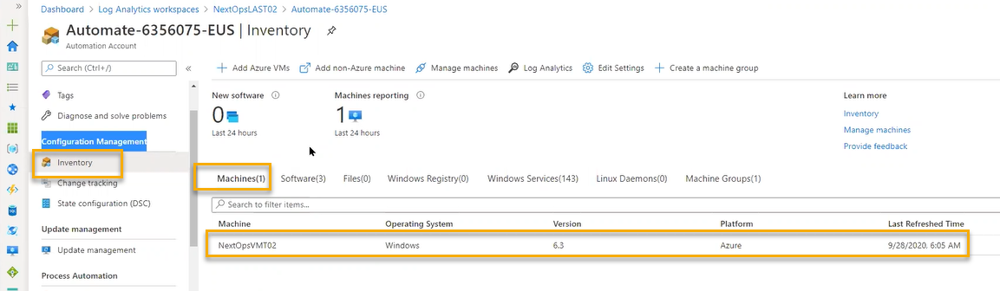 Dashboard > Log Analytics workspaces > NextOpsLAST02 > Automate-6356075-EUS
Automate-6356075-EUS | Inventory
Automation Account
Search (Ctrl+/)
Tags
Diagnose and solve problems
Configuration Management
Inventory
Change tracking
State configuration (DSC)
Update management
Update management
Process Automation
Add Azure VMs Add non-Azure machine Manage machines Log Analytics Edit Settings Create a machine group
New software Machines reporting
0 1
Last 24 hours Last 24 hours
Learn more
Inventory
Manage machines
Provide feedback
Machines(1) Software(3) Files(0) Windows Registry(0) Windows Services(143) Linux Daemons(0) Machine Groups(1)
Search to filter items...
Machine Operating System Version Platform Last Refreshed Time
NextOpsVMT02 Windows 6.3 Azure 9/28/2020, 6:05 AM